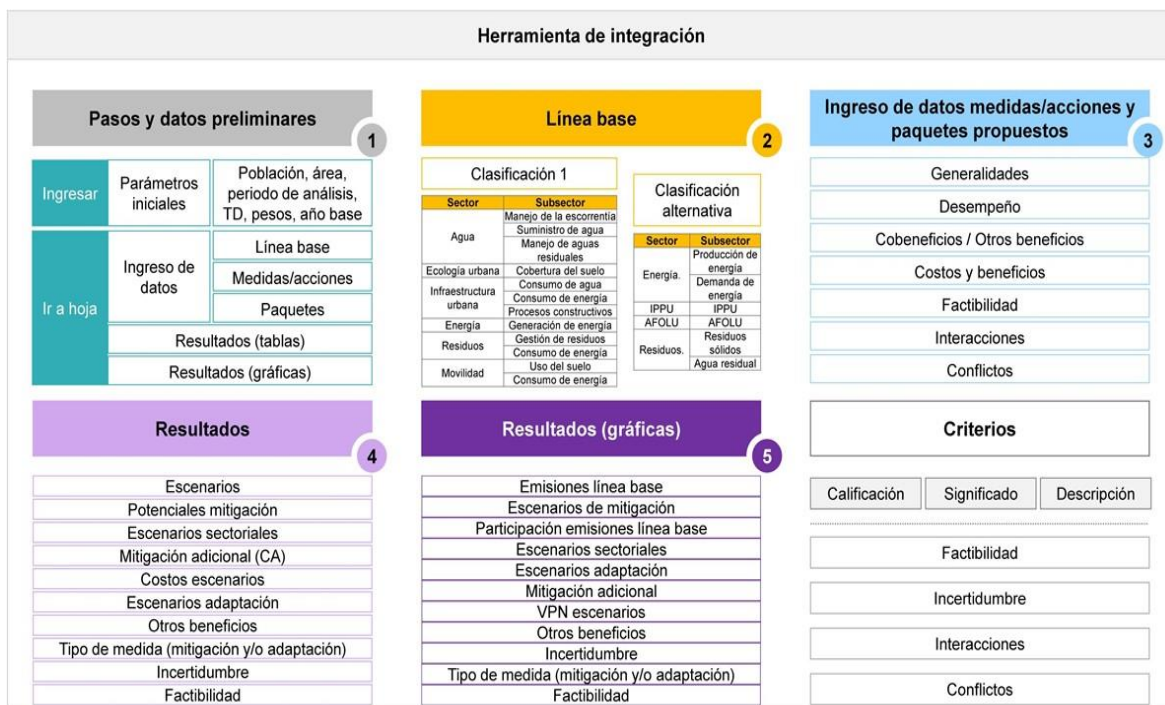 Herramienta de integración
Pasos y datos preliminares
1
Ingresar
Parámetros
iniciales
Población, área,
periodo de análisis,
TD, pesos, año base
Ir a hoja
Ingreso de
datos
Línea base
Medidas/acciones
Paquetes
Resultados (tablas)
Resultados (gráficas)
Línea base
2
Clasificación 1
Sector
Subsector
Agua
Manejo de la escorrentía
Suministro de agua
Manejo de aguas
residuales
Ecología urbana
Cobertura del suelo
Infraestructura
urbana
Consumo de agua
Consumo de energía
Procesos constructivos
Energía
Generación de energía
Residuos
Gestión de residuos
Consumo de energía
Movilidad
Uso del suelo
Consumo de energía
Clasificación
alternativa
Sector
Subsector
Energía.
Producción de
energía
Demanda de
energía
IPPU
IPPU
AFOLU
AFOLU
Residuos.
Residuos
sólidos
Agua residual
Ingreso de datos medidas/acciones y
paquetes propuestos
3
Generalidades
Desempeño
Cobeneficios / Otros beneficios
Costos y beneficios
Factibilidad
Interacciones
Conflictos
Resultados
4
Escenarios
Potenciales mitigación
Escenarios sectoriales
Mitigación adicional (CA)
Costos escenarios
Escenarios adaptación
Otros beneficios
Tipo de medida (mitigación y/o adaptación)
Incertidumbre
Factibilidad
Resultados (gráficas)
5
Emisiones línea base
Escenarios de mitigación
Participación emisiones línea base
Escenarios sectoriales
Escenarios adaptación
Mitigación adicional
VPN escenarios
Otros beneficios
Incertidumbre
Tipo de medida (mitigación y/o adaptación)
Factibilidad
Criterios
Calificación
Significado
Descripción
Factibilidad
Incertidumbre
Interacciones
Conflictos